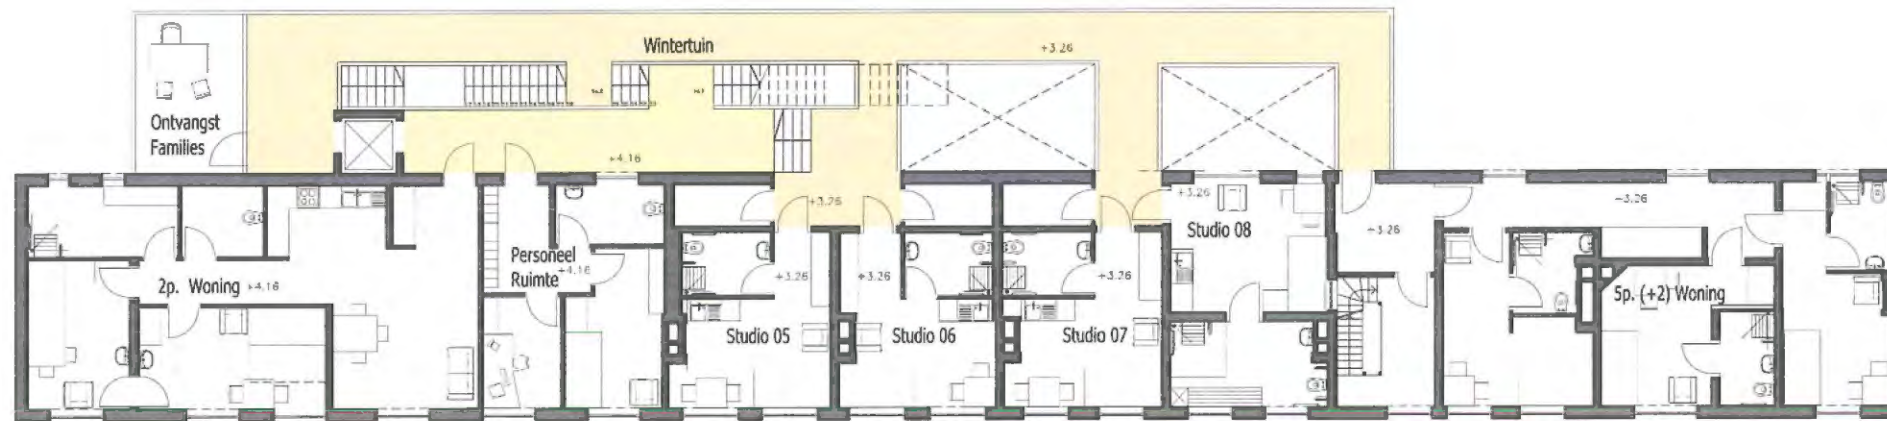 Wintertuin
+3.26
Ontvangst
Families
+4.16
+3.26
+3.26
Studio 08
−3.26
+3.26
Personeel
Ruimte
+4.16
+3.26
+3.26
+3.26
2p. Woning +4.16
5p. (+2) Woning
Studio 05
Studio 06
Studio 07